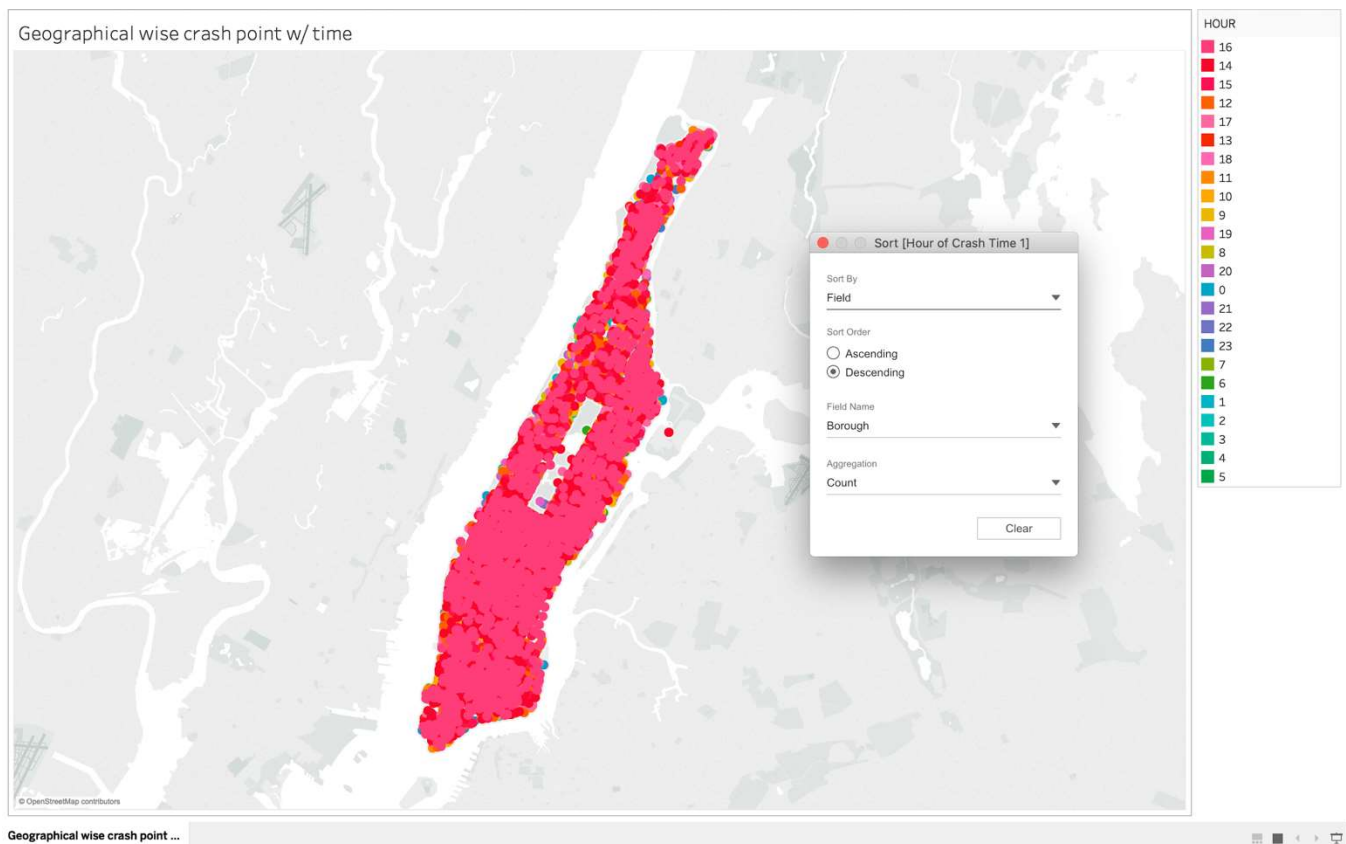 Geographical wise crash point w/ time
HOUR
16
14
15
12
17
13
18
11
10
9
19
8
20
0
21
22
23
7
6
1
2
3
4
5
Sort [Hour of Crash Time 1]
Sort By
Field
Sort Order
Ascending
Descending
Field Name
Borough
Aggregation
Count
Clear
© OpenStreetMap contributors
Geographical wise crash point ...